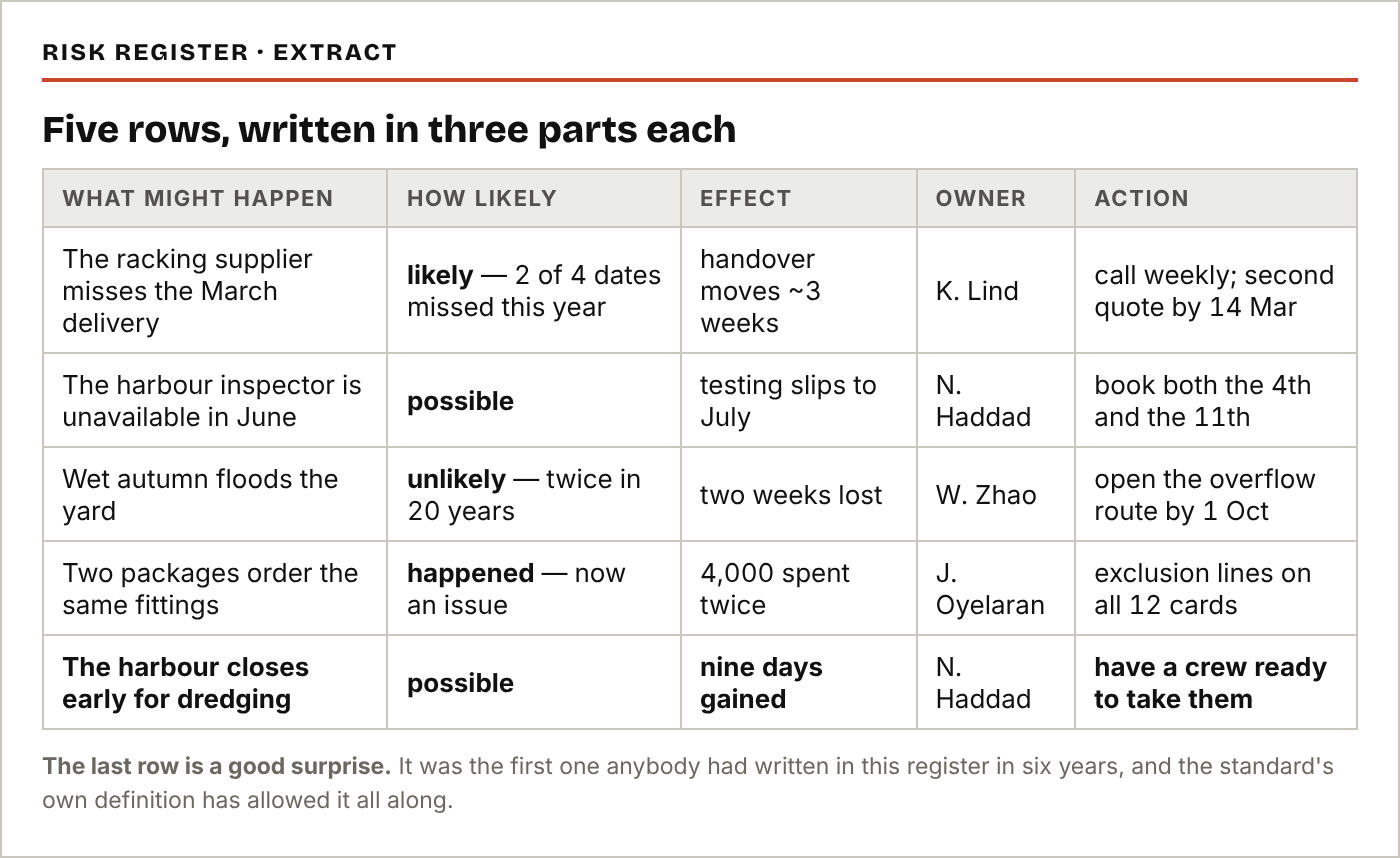 RISK REGISTER · EXTRACT
Five rows, written in three parts each
WHAT MIGHT HAPPEN
HOW LIKELY
EFFECT
OWNER
ACTION
The racking supplier
misses the March
delivery
likely — 2 of 4 dates
missed this year
handover
moves ~3
weeks
K. Lind
call weekly; second
quote by 14 Mar
The harbour inspector is
unavailable in June
possible
testing slips to
July
N.
Haddad
book both the 4th
and the 11th
Wet autumn floods the
yard
unlikely — twice in
20 years
two weeks lost
W. Zhao
open the overflow
route by 1 Oct
Two packages order the
same fittings
happened — now
an issue
4,000 spent
twice
J.
Oyelaran
exclusion lines on
all 12 cards
The harbour closes
early for dredging
possible
nine days
gained
N.
Haddad
have a crew ready
to take them
The last row is a good surprise. It was the first one anybody had written in this register in six years, and the standard's
own definition has allowed it all along.